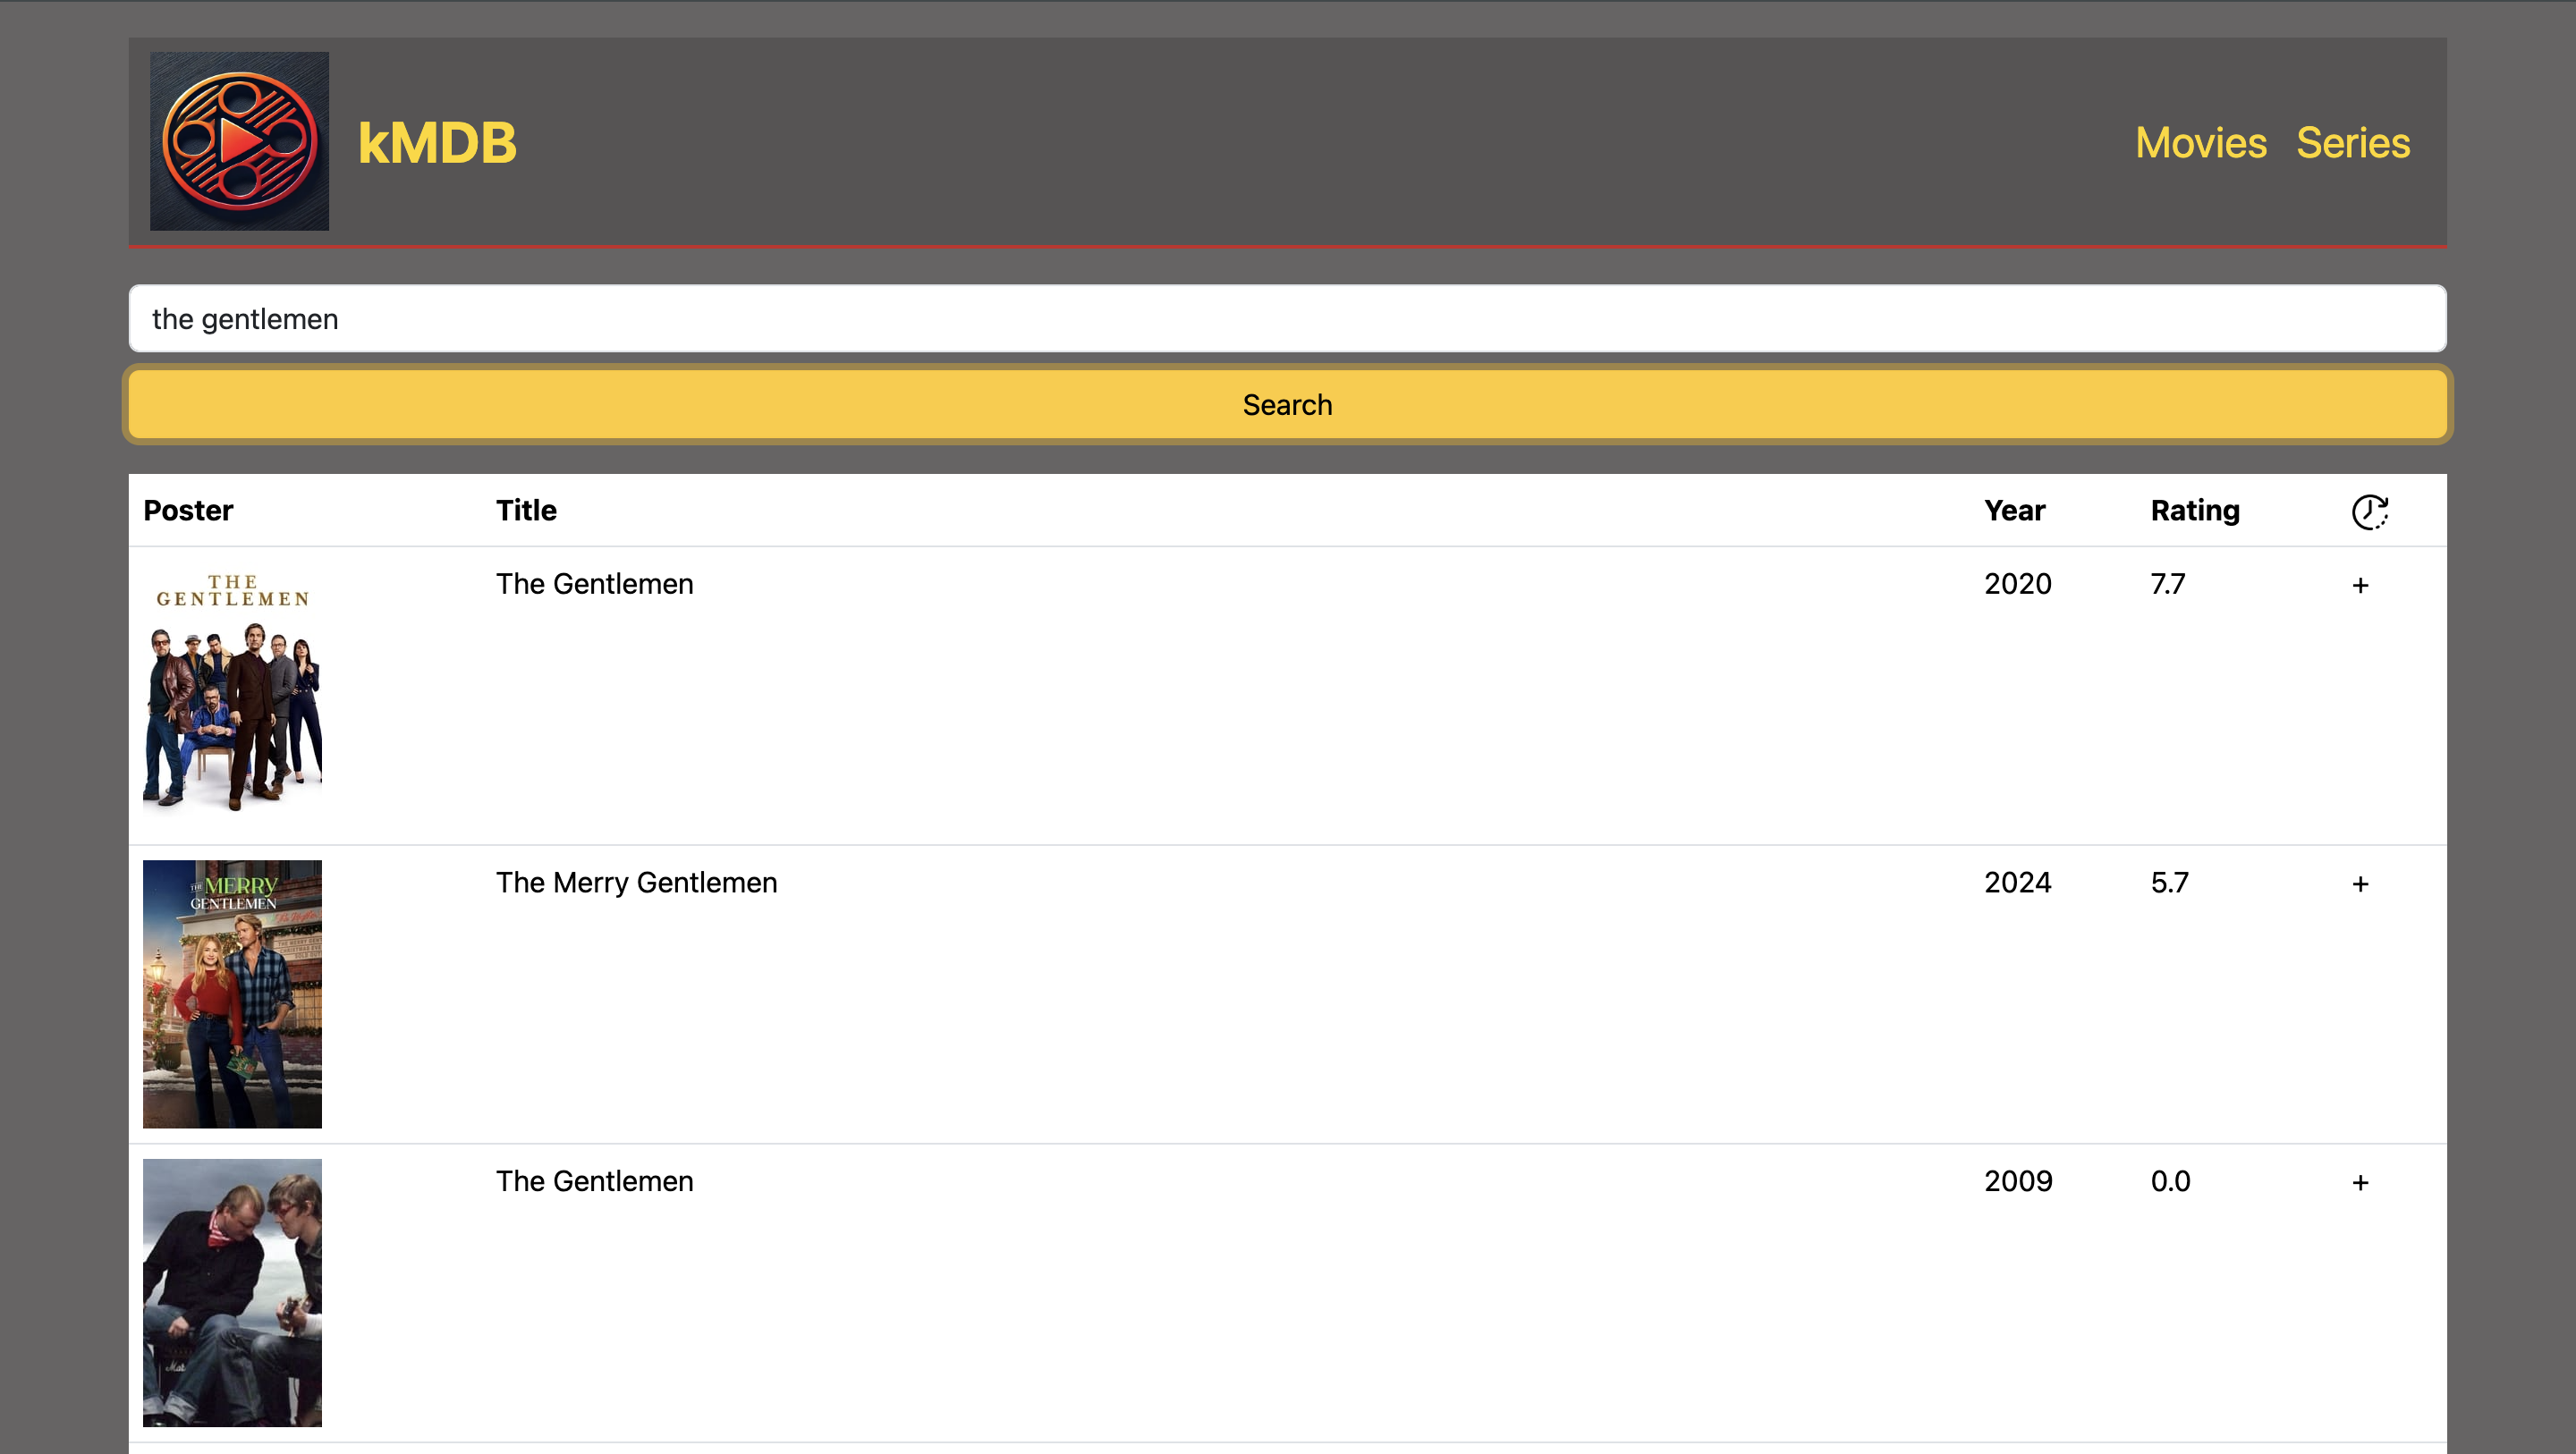 kMDB
Movies Series
the gentlemen
Search
Poster Title Year Rating
THE
GENTLEMEN
The Gentlemen 2020 7.7 +
THE MERRY
GENTLEMEN
The Merry Gentlemen 2024 5.7 +
The Gentlemen 2009 0.0 +